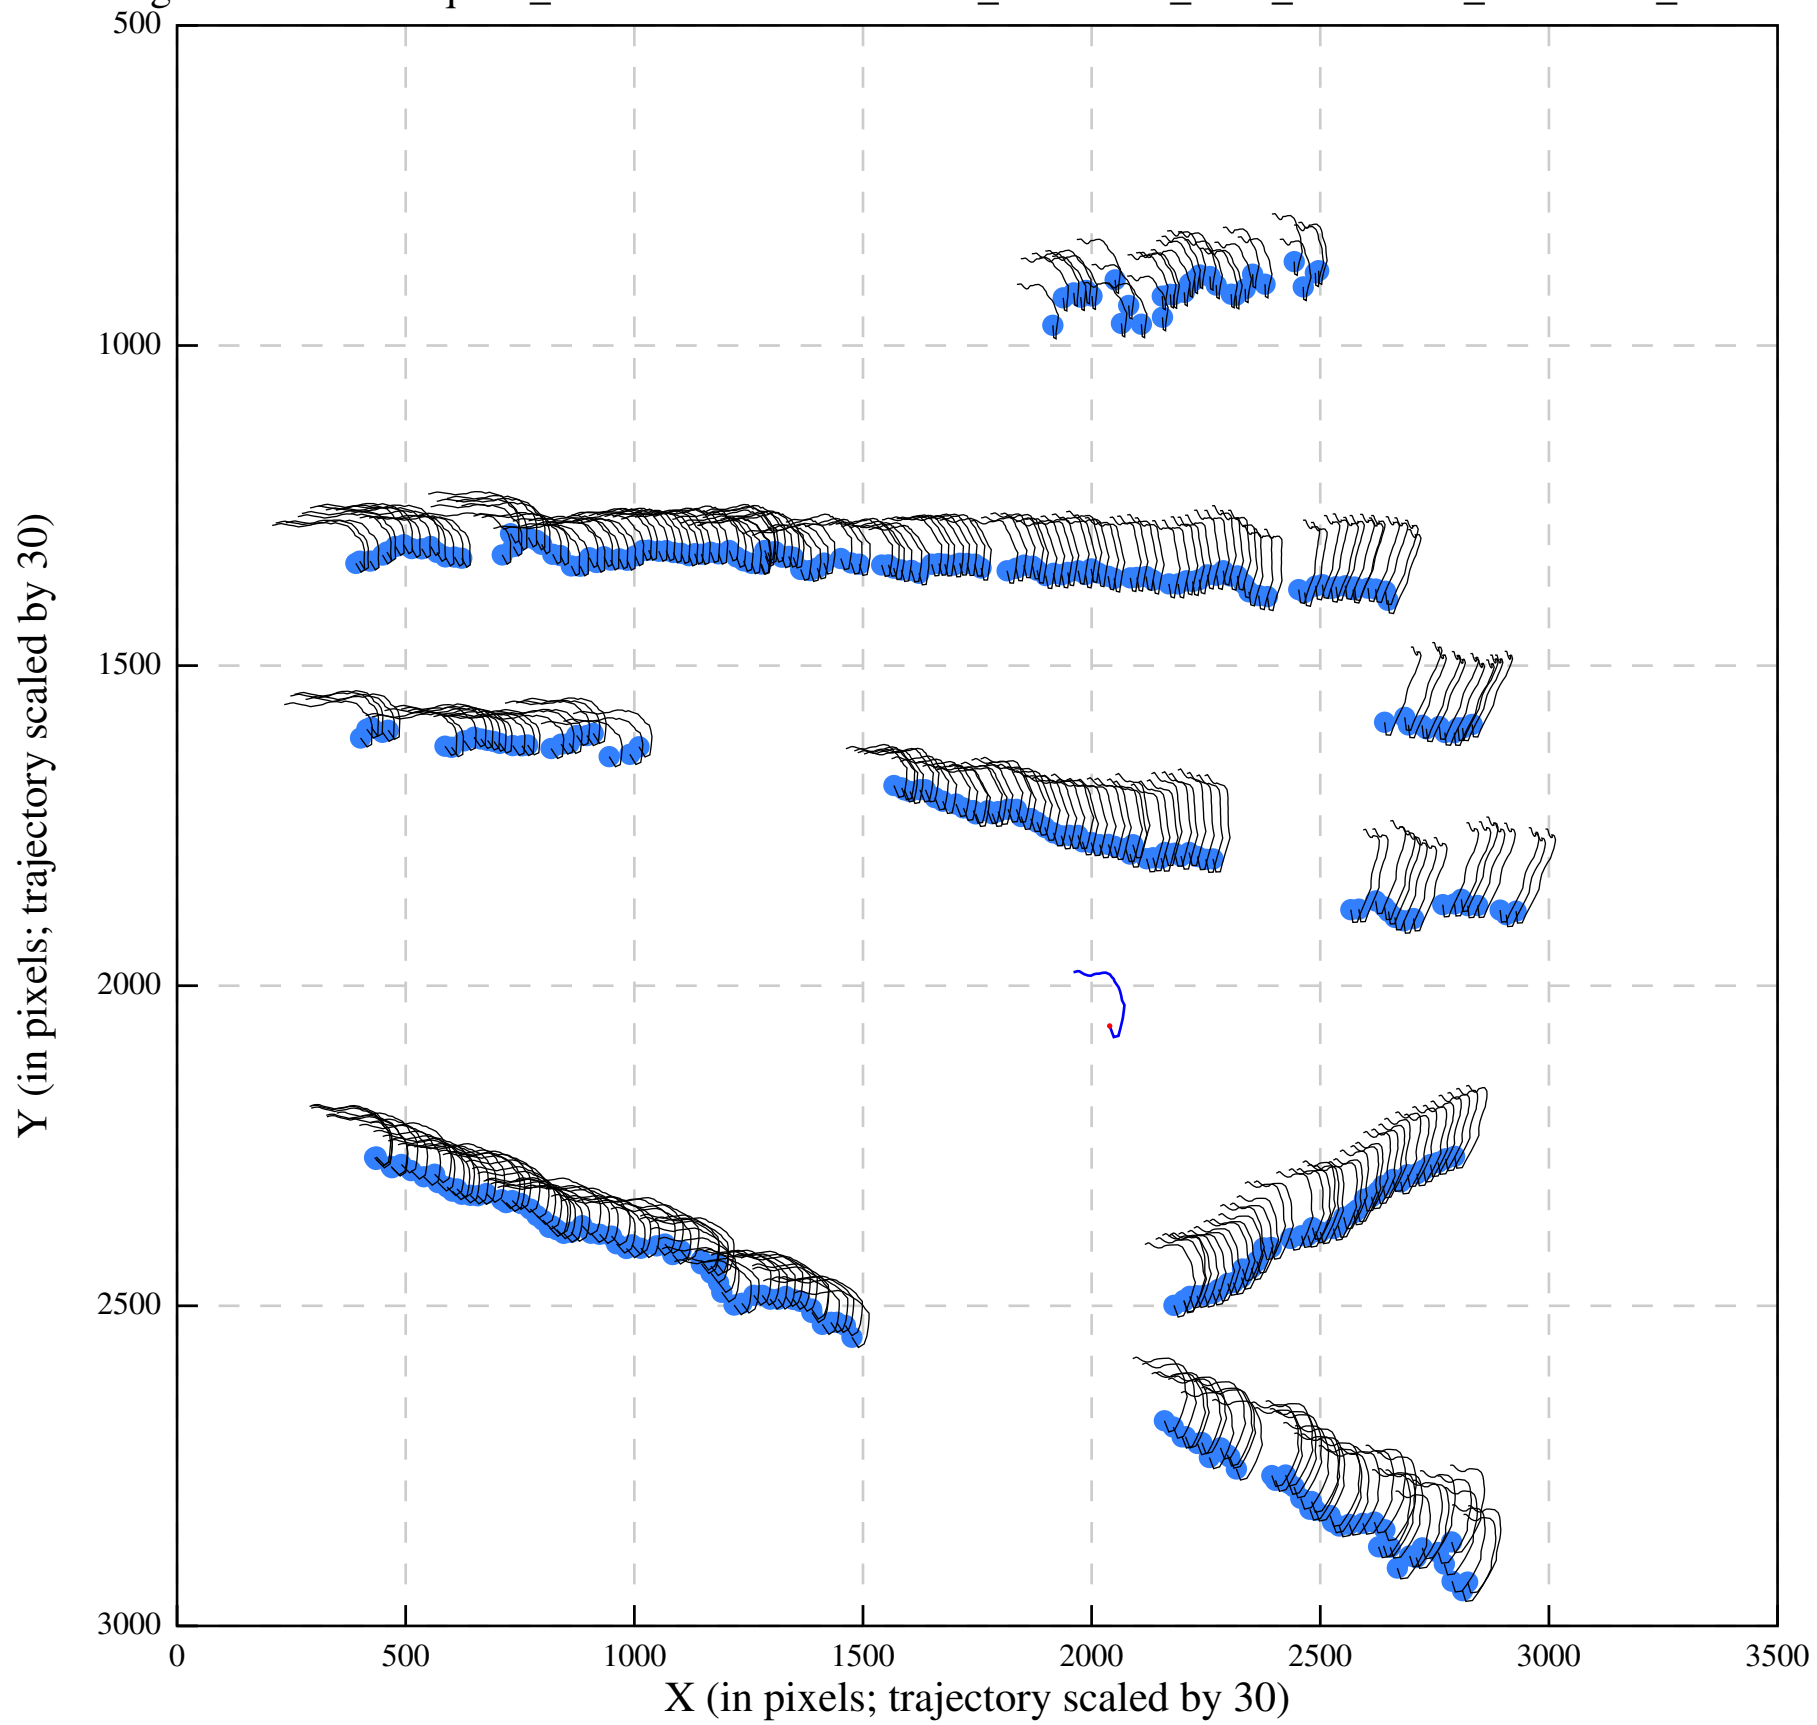 500
1000
1500
2000
2500
3000
0 500 1000 1500 2000 2500 3000 3500
X (in pixels; trajectory scaled by 30)
Y (in pixels; trajectory scaled by 30)